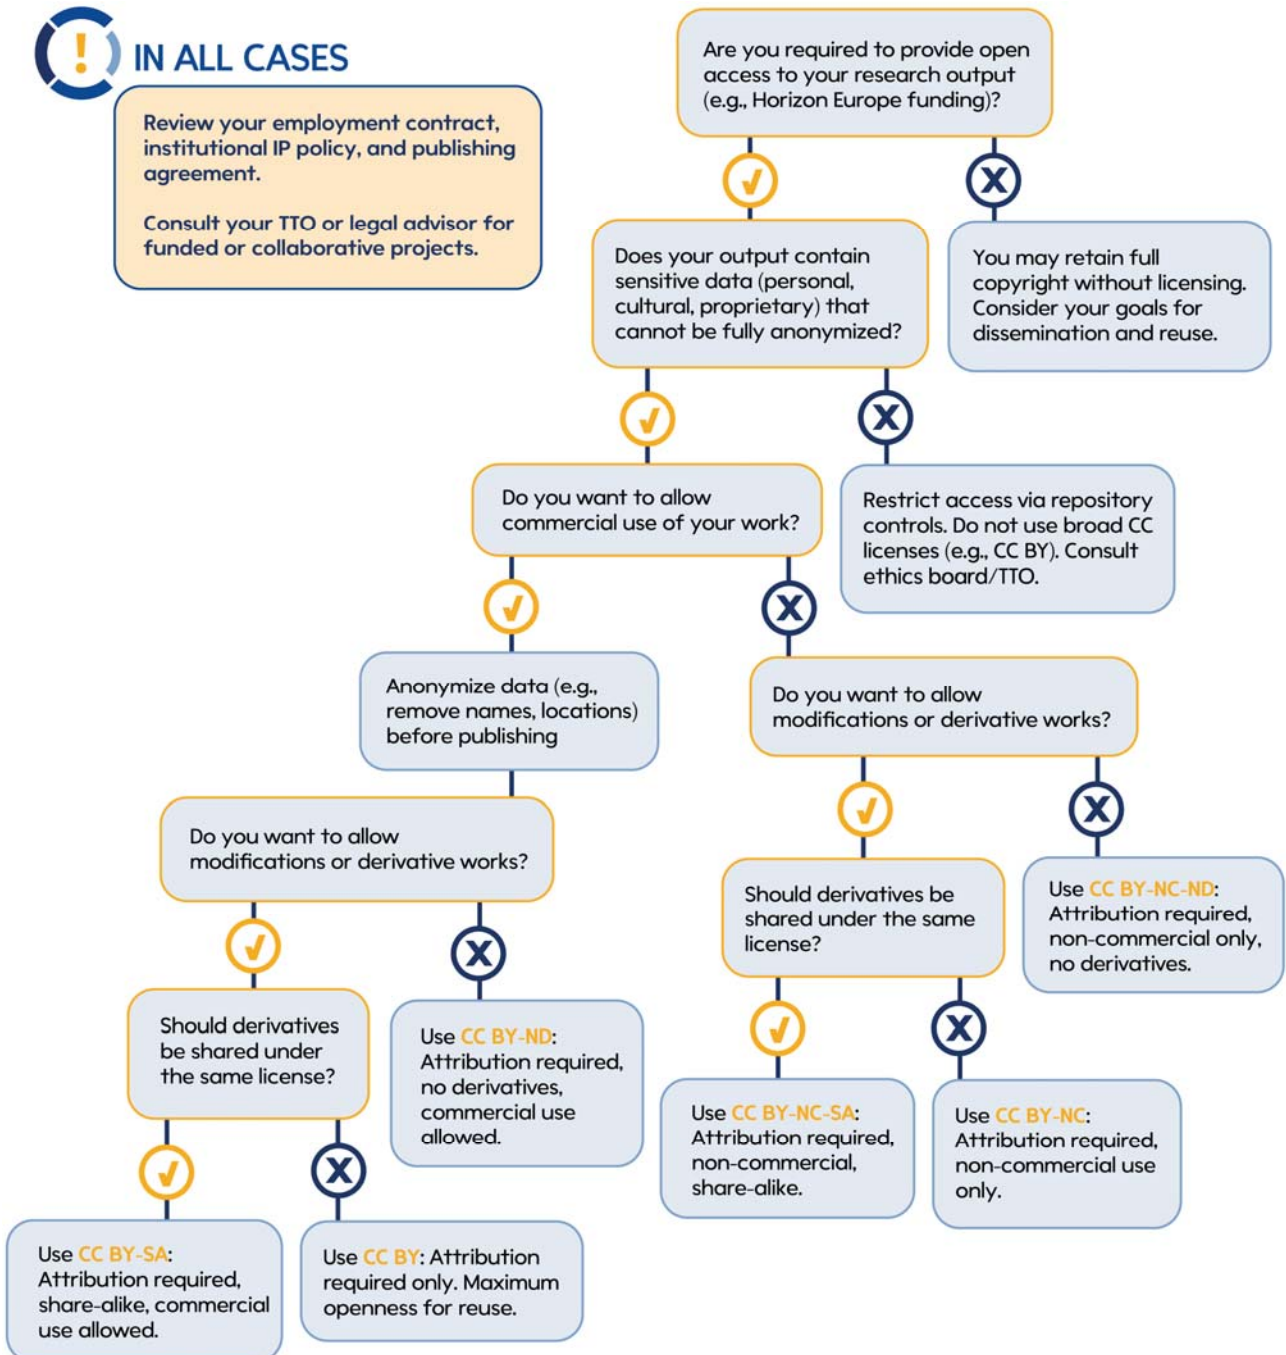 !
IN ALL CASES
Review your employment contract,
institutional IP policy, and publishing
agreement.
Consult your TTO or legal advisor for
funded or collaborative projects.
Are you required to provide open
access to your research output
(e.g., Horizon Europe funding)?
Does your output contain
sensitive data (personal,
cultural, proprietary) that
cannot be fully anonymized?
You may retain full
copyright without licensing.
Consider your goals for
dissemination and reuse.
Do you want to allow
commercial use of your work?
Restrict access via repository
controls. Do not use broad CC
licenses (e.g., CC BY). Consult
ethics board/TTO.
Anonymize data (e.g.,
remove names, locations)
before publishing
Do you want to allow
modifications or derivative works?
Do you want to allow
modifications or derivative works?
Should derivatives be
shared under the same
license?
Use CC BY-NC-ND:
Attribution required,
non-commercial only,
no derivatives.
Should derivatives
be shared under
the same license?
Use CC BY-ND:
Attribution required,
no derivatives,
commercial use
allowed.
Use CC BY-NC-SA:
Attribution required,
non-commercial,
share-alike.
Use CC BY-NC:
Attribution required,
non-commercial use
only.
Use CC BY-SA:
Attribution required,
share-alike, commercial
use allowed.
Use CC BY: Attribution
required only. Maximum
openness for reuse.